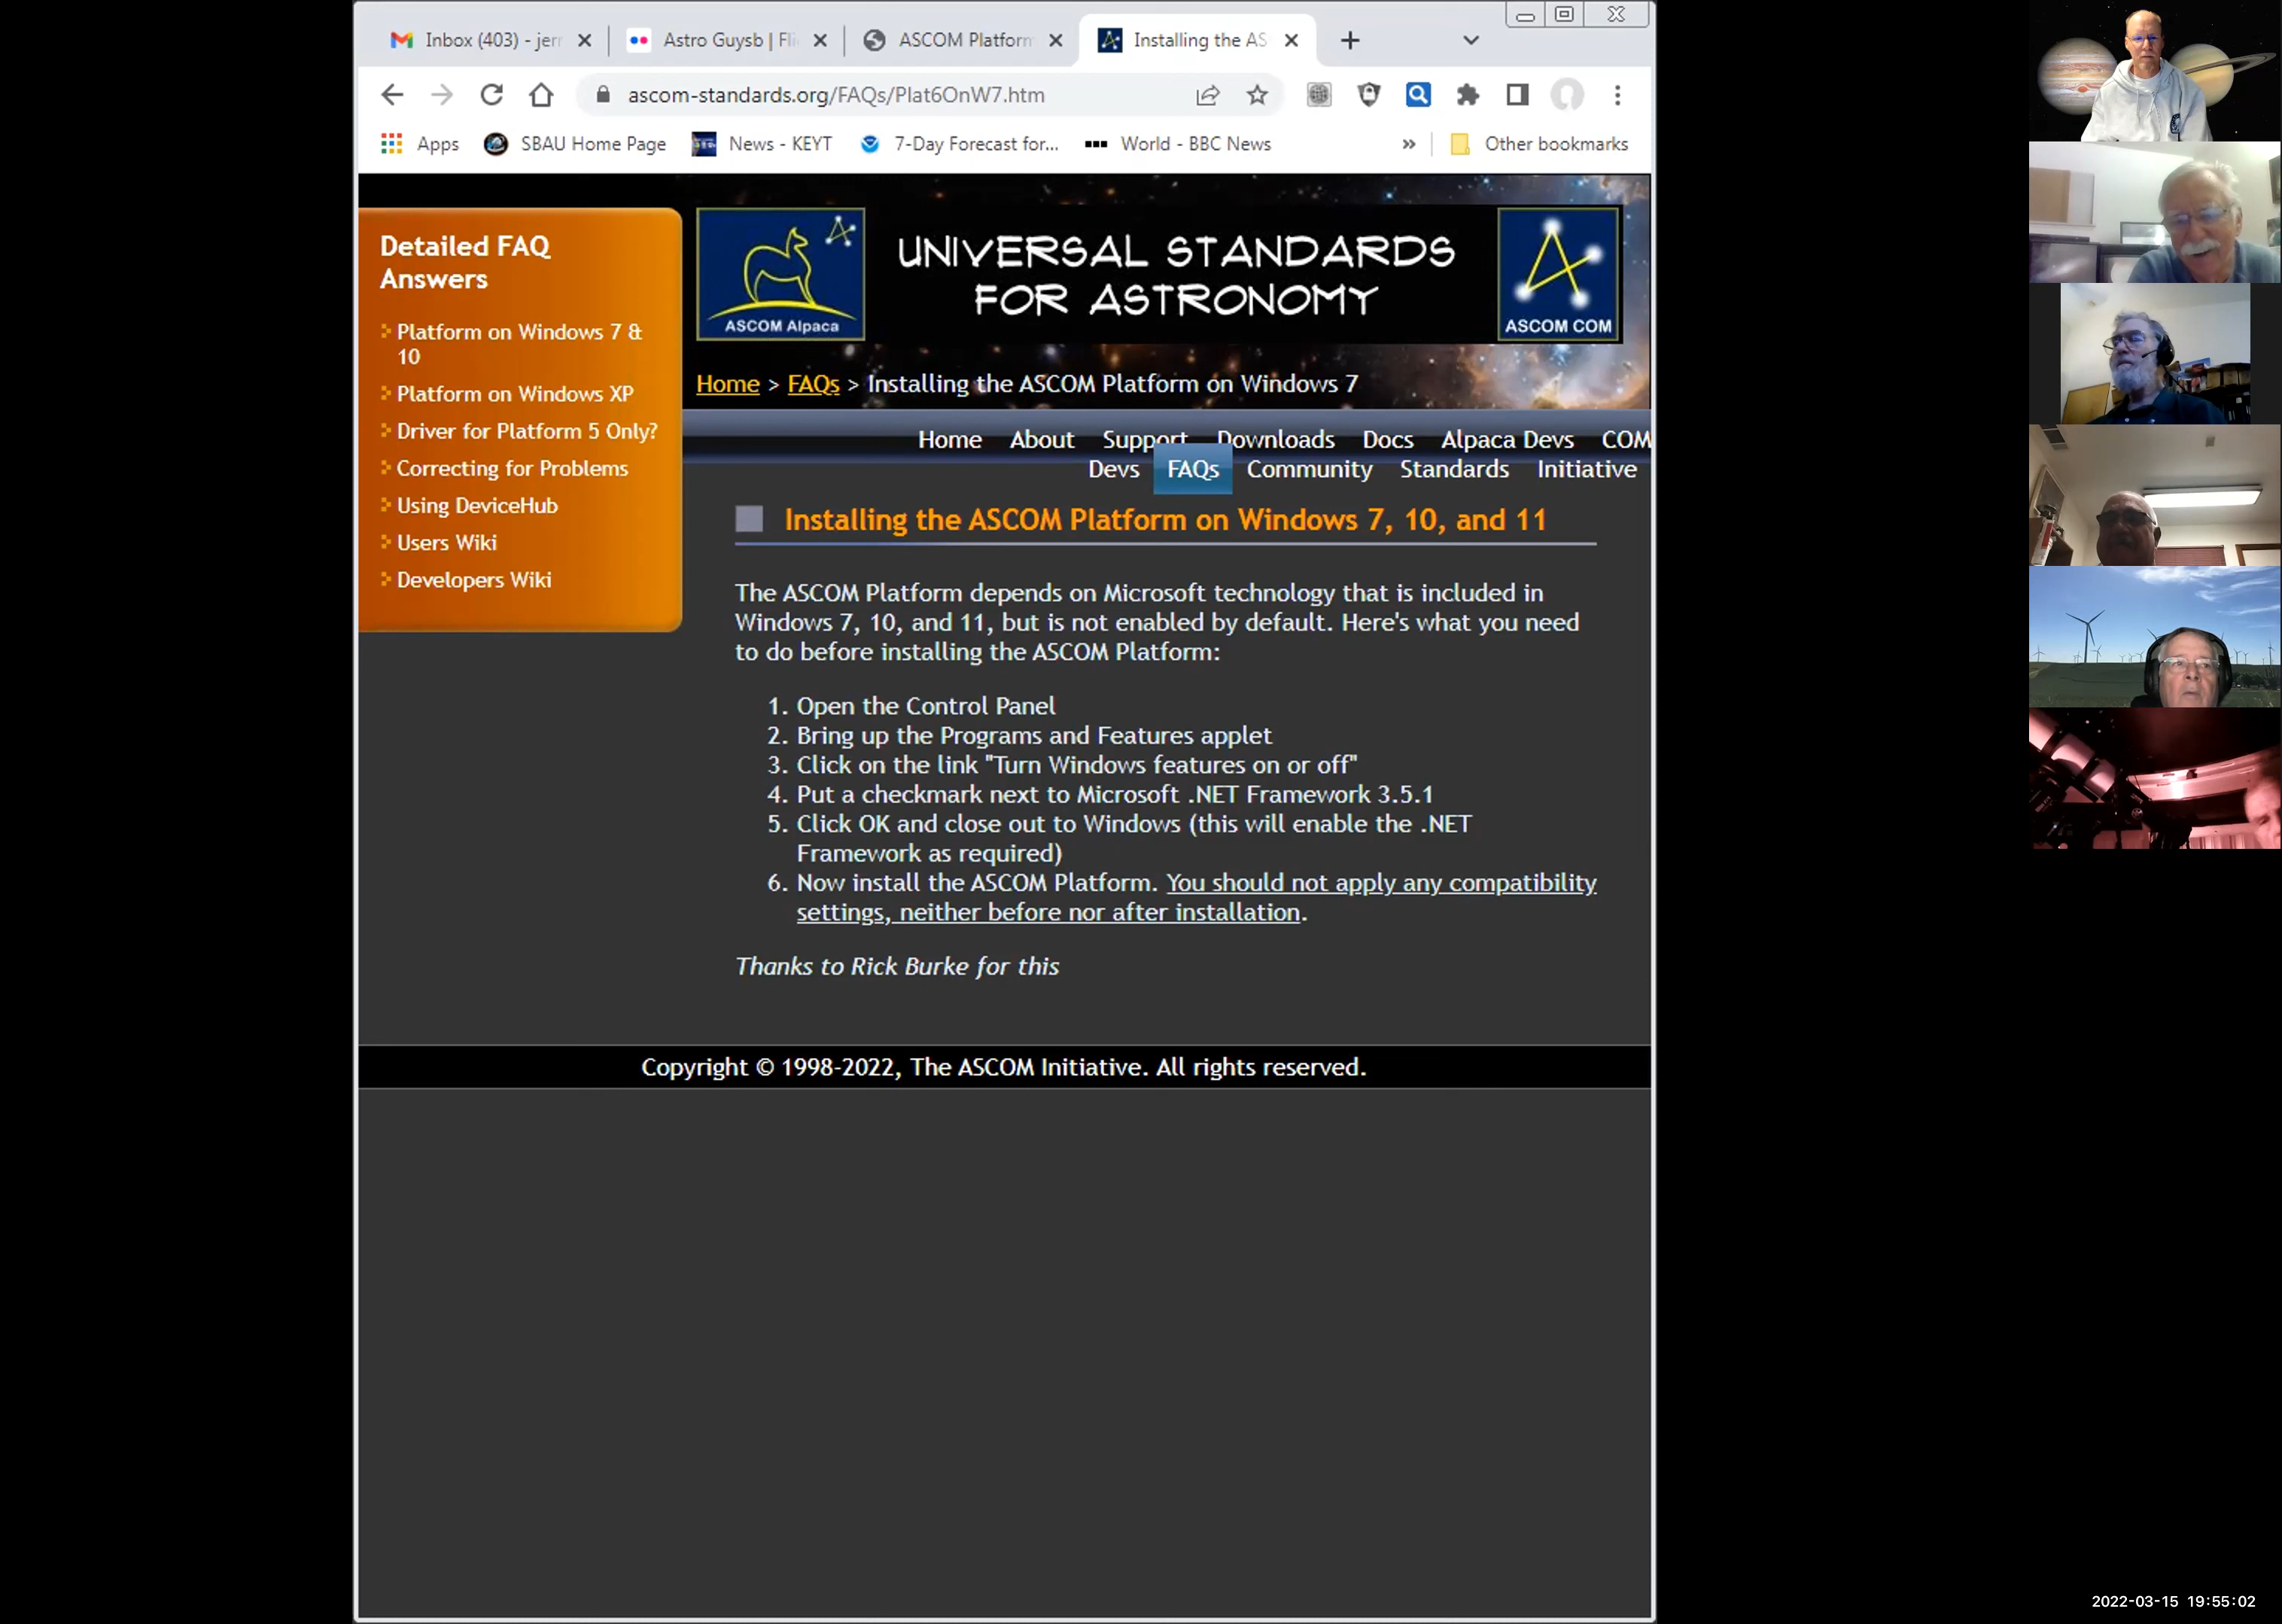 Inbox (403) - jerr
Astro Guysb | Fli
ASCOM Platform
Installing the AS
ascom-standards.org/FAQs/Plat6OnW7.htm
Apps
SBAU Home Page
News - KEYT
7-Day Forecast for...
World - BBC News
»
Other bookmarks
Detailed FAQ
Answers
Platform on Windows 7 &
10
Platform on Windows XP
Driver for Platform 5 Only?
Correcting for Problems
Using DeviceHub
Users Wiki
Developers Wiki
ASCOM Alpaca
UNIVERSAL STANDARDS
FOR ASTRONOMY
ASCOM COM
Home > FAQs > Installing the ASCOM Platform on Windows 7
Home About Support Downloads Docs Alpaca Devs COM
Devs FAQs Community Standards Initiative
Installing the ASCOM Platform on Windows 7, 10, and 11
The ASCOM Platform depends on Microsoft technology that is included in
Windows 7, 10, and 11, but is not enabled by default. Here's what you need
to do before installing the ASCOM Platform:
1. Open the Control Panel
2. Bring up the Programs and Features applet
3. Click on the link "Turn Windows features on or off"
4. Put a checkmark next to Microsoft .NET Framework 3.5.1
5. Click OK and close out to Windows (this will enable the .NET
Framework as required)
6. Now install the ASCOM Platform. You should not apply any compatibility
settings, neither before nor after installation.
Thanks to Rick Burke for this
Copyright © 1998-2022, The ASCOM Initiative. All rights reserved.
2022-03-15 19:55:02